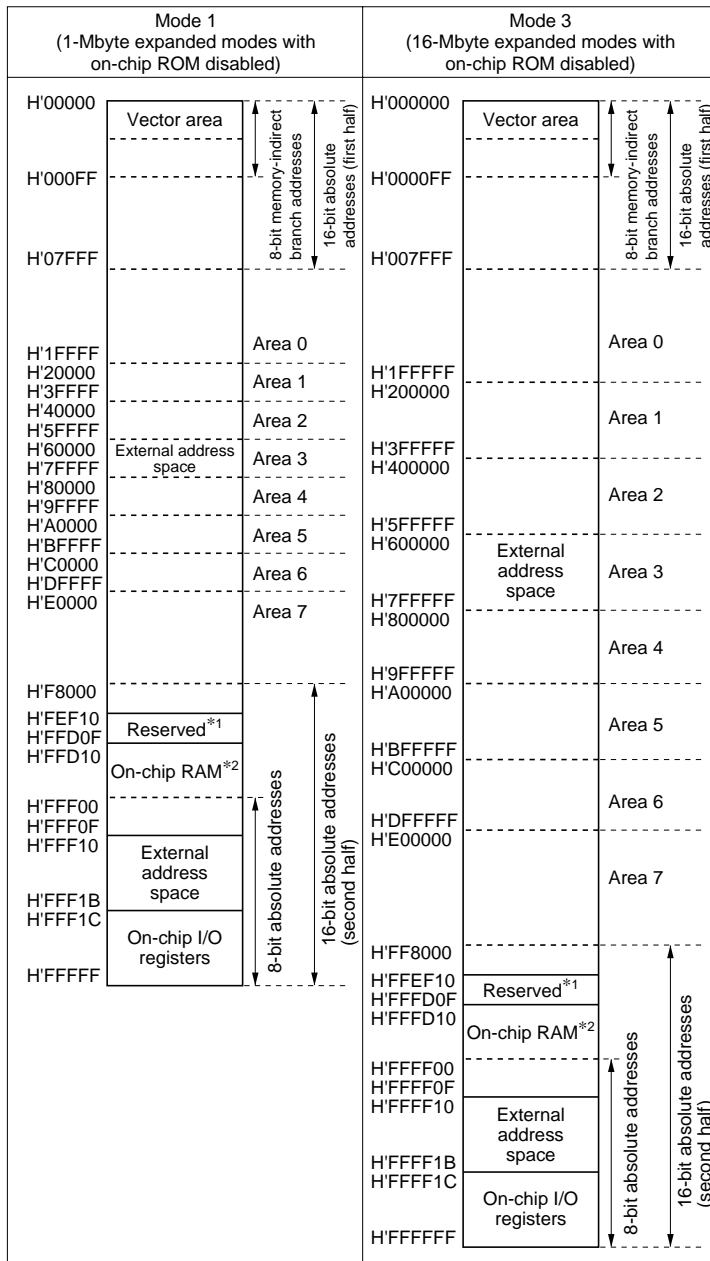 Mode 1
(1-Mbyte expanded modes with
on-chip ROM disabled)
H'00000
Vector area
H'000FF
8-bit memory-indirect
branch addresses
16-bit absolute
addresses (first half)
H'07FFF
Area 0
H'1FFFF
H'20000
Area 1
H'3FFFF
H'40000
Area 2
H'5FFFF
H'60000
External address
space
Area 3
H'7FFFF
H'80000
Area 4
H'9FFFF
H'A0000
Area 5
H'BFFFF
H'C0000
Area 6
H'DFFFF
H'E0000
Area 7
H'F8000
H'FEF10
Reserved*1
H'FFD0F
H'FFD10
On-chip RAM*2
H'FFF00
H'FFF0F
H'FFF10
External
address
space
H'FFF1B
H'FFF1C
On-chip I/O
registers
H'FFFFF
8-bit absolute addresses
16-bit absolute addresses
(second half)
Mode 3
(16-Mbyte expanded modes with
on-chip ROM disabled)
H'000000
Vector area
H'0000FF
8-bit memory-indirect
branch addresses
16-bit absolute
addresses (first half)
H'007FFF
Area 0
H'1FFFFF
H'200000
Area 1
H'3FFFFF
H'400000
Area 2
H'5FFFFF
H'600000
External
address
space
Area 3
H'7FFFFF
H'800000
Area 4
H'9FFFFF
H'A00000
Area 5
H'BFFFFF
H'C00000
Area 6
H'DFFFFF
H'E00000
Area 7
H'FF8000
H'FFEF10
Reserved*1
H'FFFD0F
H'FFFD10
On-chip RAM*2
H'FFFF00
H'FFFF0F
H'FFFF10
External
address
space
H'FFFF1B
H'FFFF1C
On-chip I/O
registers
H'FFFFFF
8-bit absolute addresses
16-bit absolute addresses
(second half)